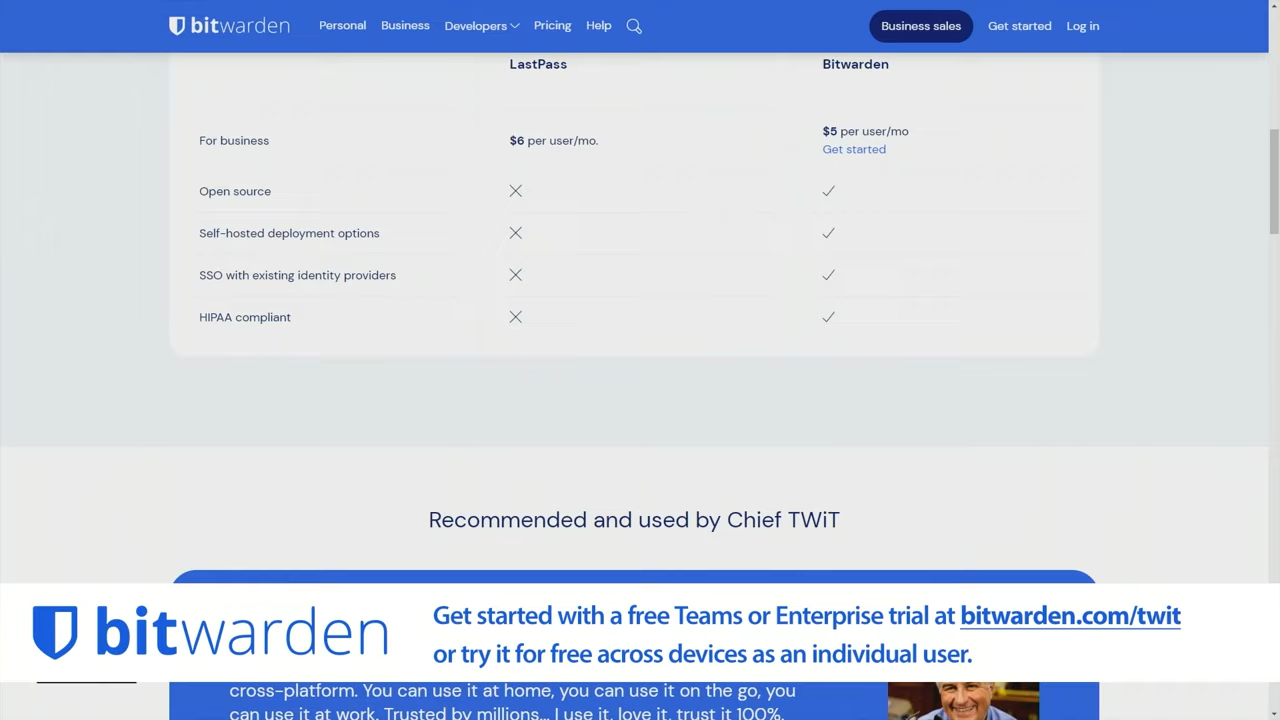 bitwarden Personal Business Developers Pricing Help Business sales Get started Log in
LastPass Bitwarden
For business $6 per user/mo. $5 per user/mo
Get started
Open source
Self-hosted deployment options
SSO with existing identity providers
HIPAA compliant
Recommended and used by Chief TWiT
bitwarden
Get started with a free Teams or Enterprise trial at bitwarden.com/twit
or try it for free across devices as an individual user.
cross-platform. You can use it at home, you can use it on the go, you
can use it at work. Trusted by millions... I use it, love it, trust it 100%.